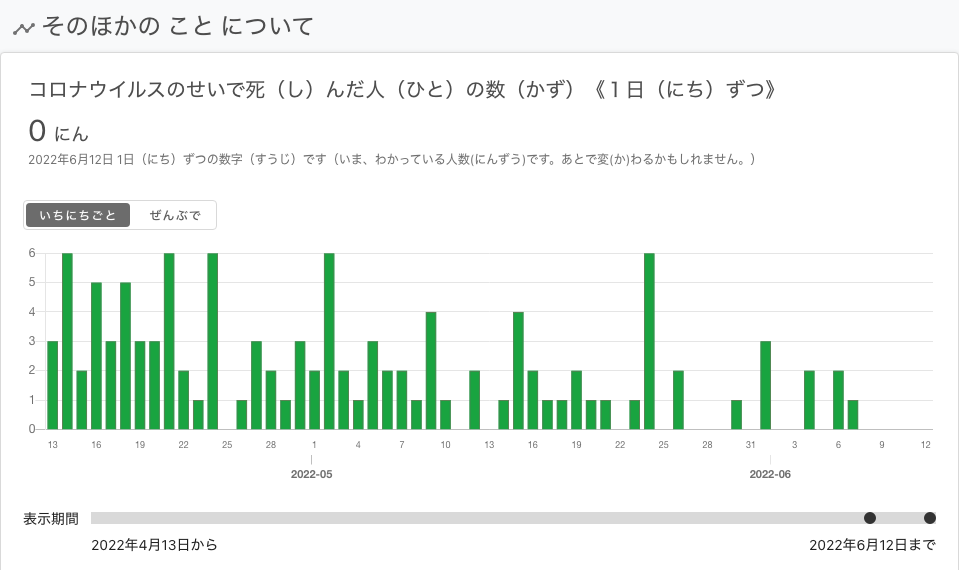 そのほかの こと について
コロナウイルスのせいで死（し）んだ人（ひと）の数（かず）《１日（にち）ずつ》
0 にん
2022年6月12日 1日（にち）ずつの数字（すうじ）です（いま、わかっている人数(にんずう)です。あとで変(か)わるかもしれません。）
いちにちごと ぜんぶで
6
5
4
3
2
1
0
13 16 19 22 25 28 1 4 7 10 13 16 19 22 25 28 31 3 6 9 12
2022-05 2022-06
表示期間
2022年4月13日から 2022年6月12日まで